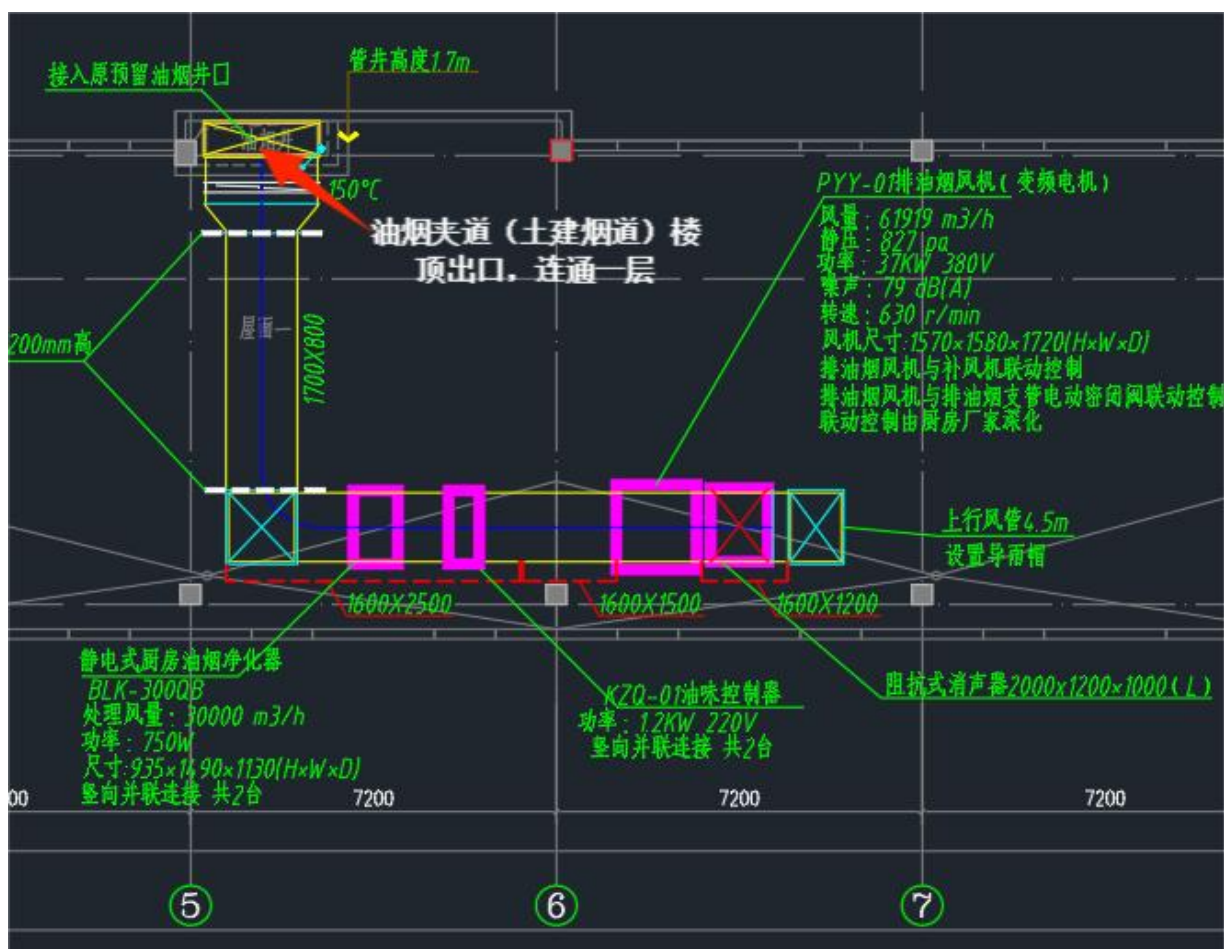 管井高度1.7m
接入原预留油烟井口
油烟井
150°C
油烟夹道（土建烟道）楼
顶出口，连通一层
PYY-01排油烟风机（变频电机）
风量：61919 m3/h
静压：827 pa
功率：37KW 380V
噪声：79 dB(A)
转速：630 r/min
风机尺寸:1570×1580×1720(H×W×D)
排油烟风机与补风机联动控制
排油烟风机与排油烟支管电动密闭阀联动控制
联动控制由厨房厂家深化
200mm高
1700X800
上行风管4.5m
设置导雨帽
1600X2500
1600X1500
1600X1200
静电式厨房油烟净化器
BLK-300QB
处理风量：30000 m3/h
功率：750W
尺寸:935×1490×1130(H×W×D)
竖向并联连接 共2台
KZQ-01油味控制器
功率：1.2KW 220V
竖向并联连接 共2台
阻抗式消声器2000x1200×1000(L)
00
7200
7200
7200
5
6
7